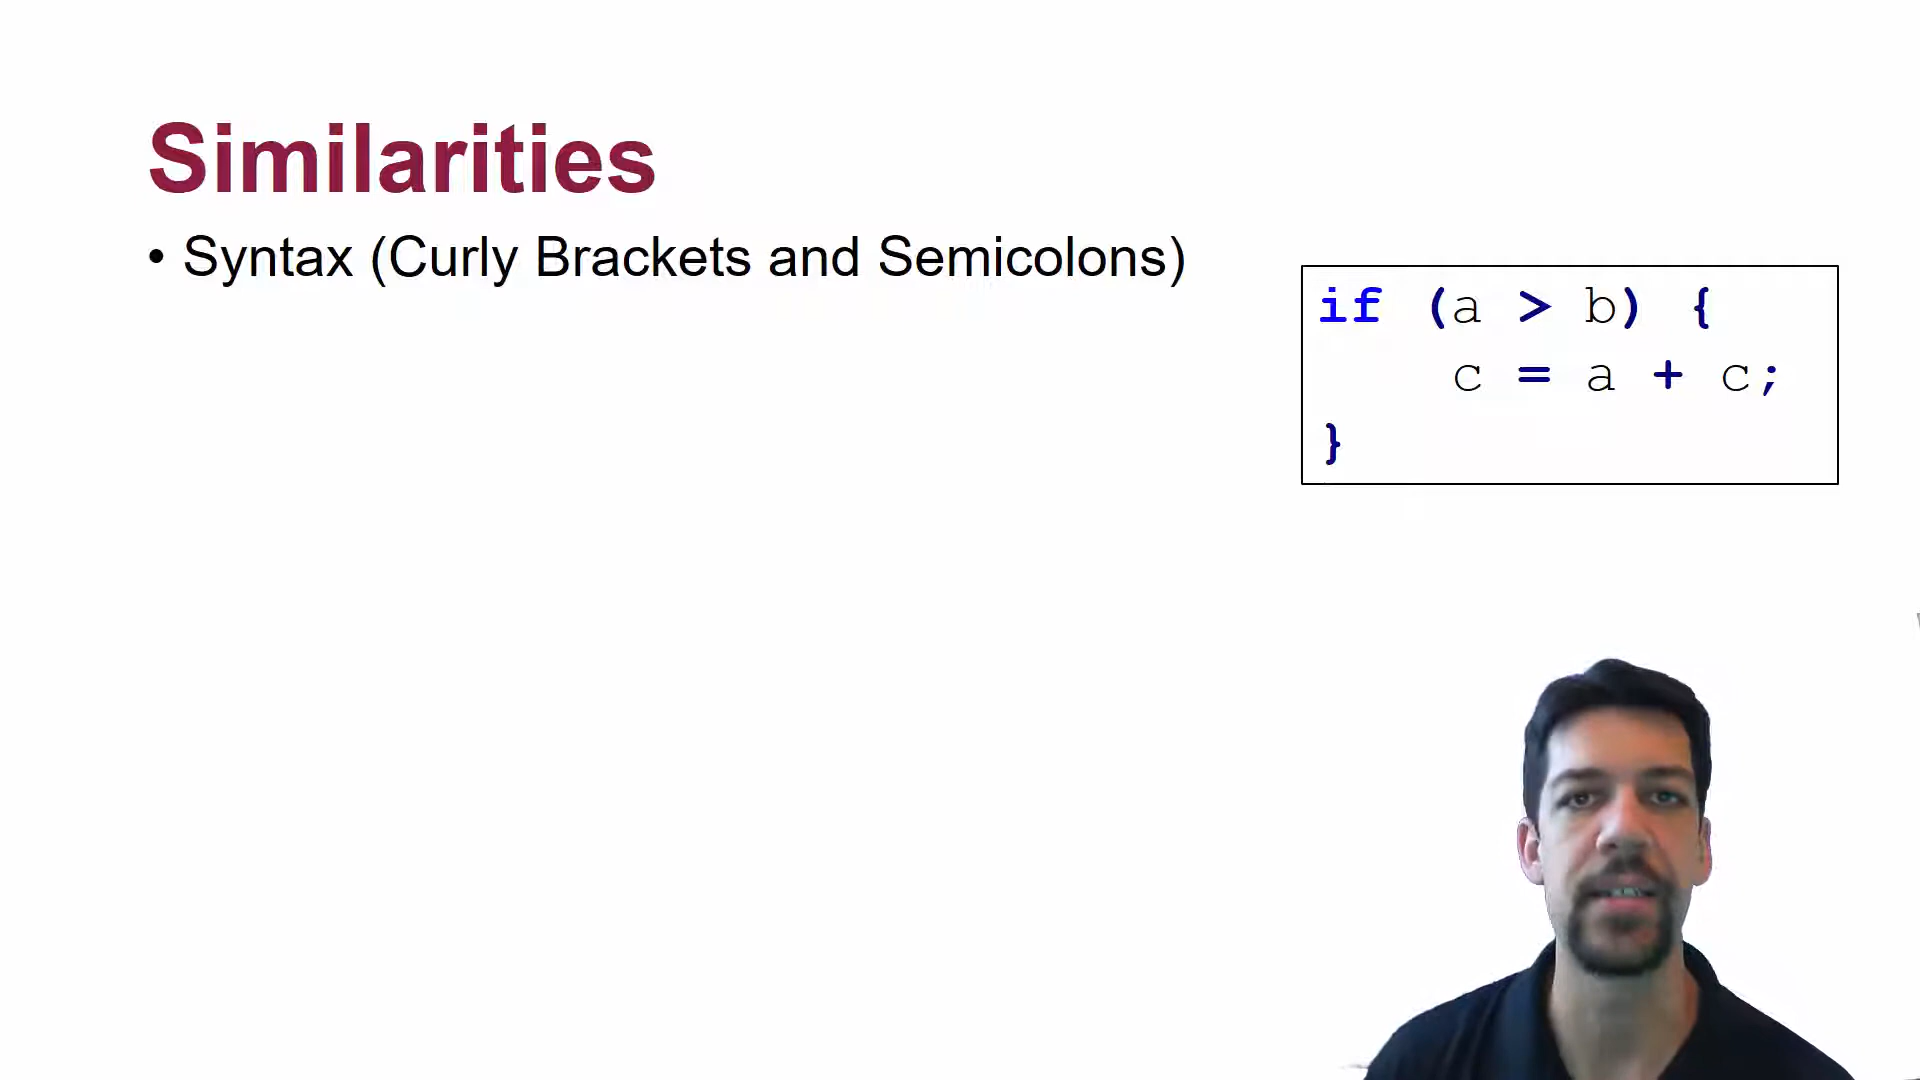 Similarities
• Syntax (Curly Brackets and Semicolons)
if (a > b) {
    c = a + c;
}